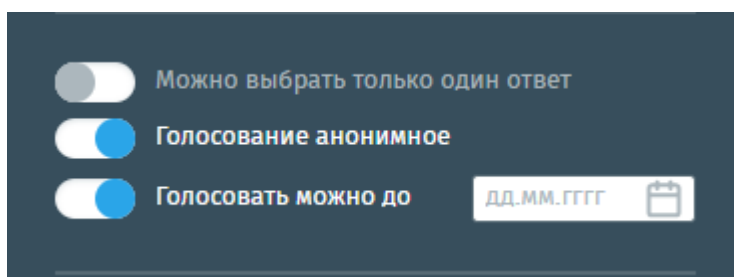 Можно выбрать только один ответ
Голосование анонимное
Голосовать можно до дд.мм.гггг